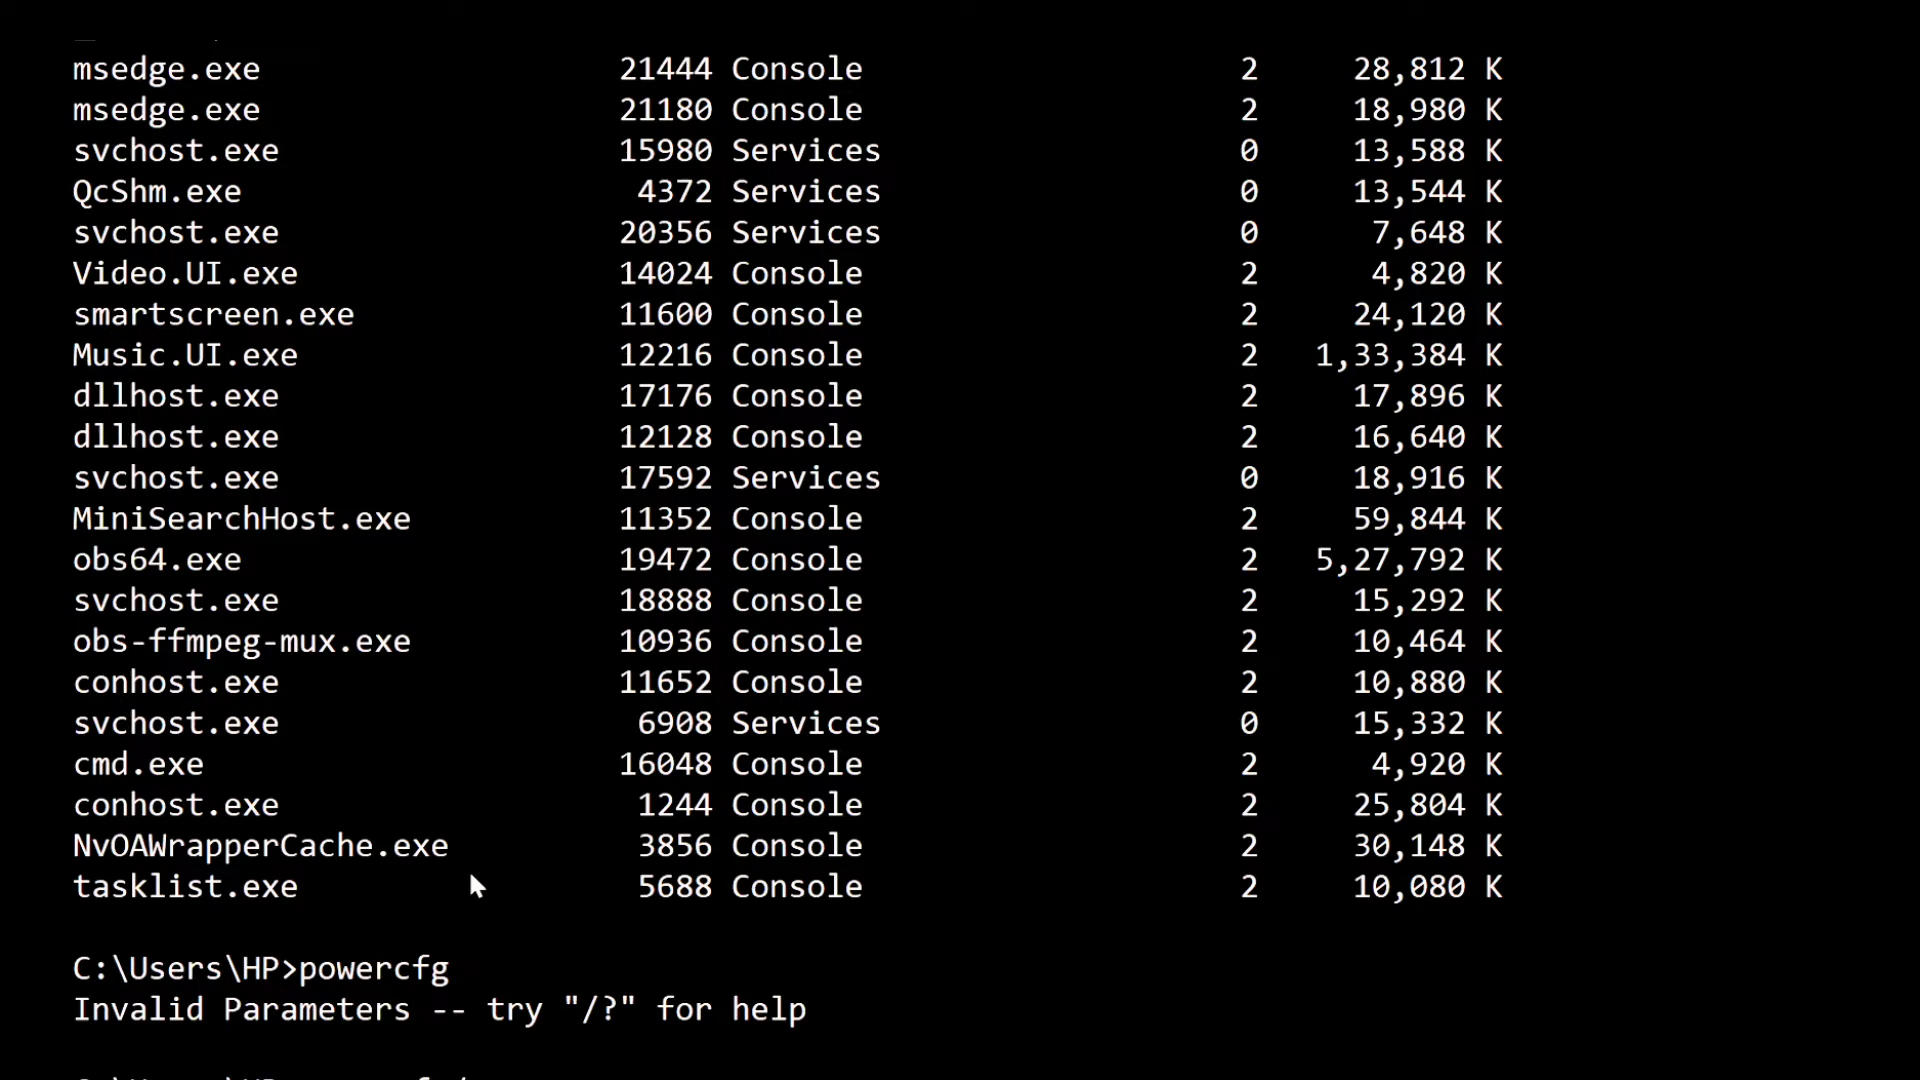 msedge.exe 21444 Console 2 28,812 K
msedge.exe 21180 Console 2 18,980 K
svchost.exe 15980 Services 0 13,588 K
QcShm.exe 4372 Services 0 13,544 K
svchost.exe 20356 Services 0 7,648 K
Video.UI.exe 14024 Console 2 4,820 K
smartscreen.exe 11600 Console 2 24,120 K
Music.UI.exe 12216 Console 2 1,33,384 K
dllhost.exe 17176 Console 2 17,896 K
dllhost.exe 12128 Console 2 16,640 K
svchost.exe 17592 Services 0 18,916 K
MiniSearchHost.exe 11352 Console 2 59,844 K
obs64.exe 19472 Console 2 5,27,792 K
svchost.exe 18888 Console 2 15,292 K
obs-ffmpeg-mux.exe 10936 Console 2 10,464 K
conhost.exe 11652 Console 2 10,880 K
svchost.exe 6908 Services 0 15,332 K
cmd.exe 16048 Console 2 4,920 K
conhost.exe 1244 Console 2 25,804 K
NvOAWrapperCache.exe 3856 Console 2 30,148 K
tasklist.exe 5688 Console 2 10,080 K
C:\Users\HP>powercfg
Invalid Parameters -- try "/?" for help